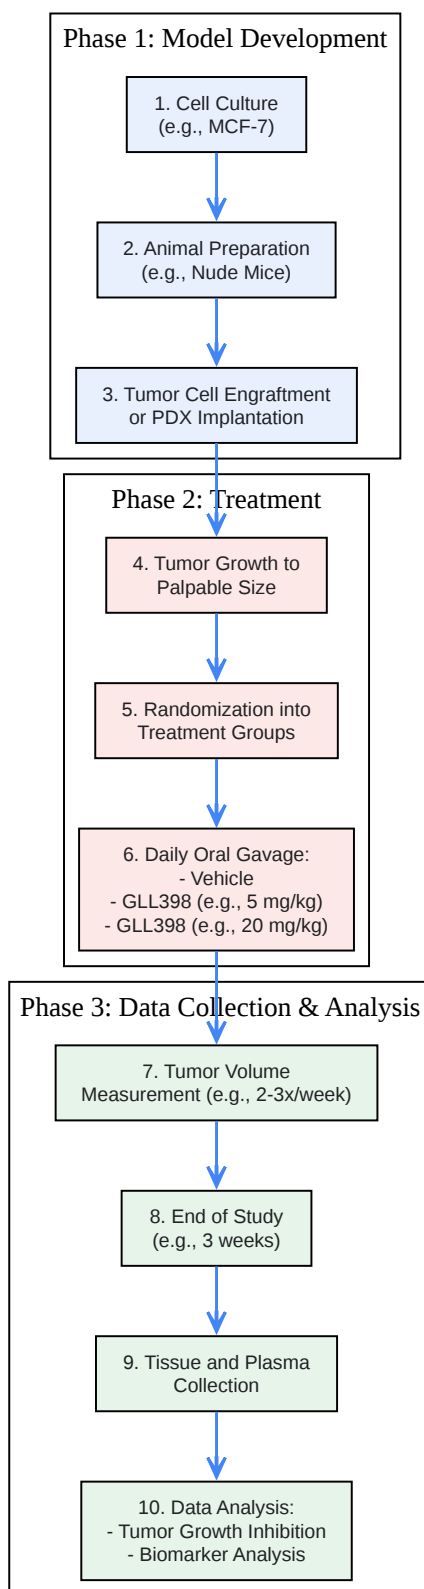 Phase 1: Model Development
1. Cell Culture
(e.g., MCF-7)
2. Animal Preparation
(e.g., Nude Mice)
3. Tumor Cell Engraftment
or PDX Implantation
Phase 2: Treatment
4. Tumor Growth to
Palpable Size
5. Randomization into
Treatment Groups
6. Daily Oral Gavage:
- Vehicle
- GLL398 (e.g., 5 mg/kg)
- GLL398 (e.g., 20 mg/kg)
Phase 3: Data Collection & Analysis
7. Tumor Volume
Measurement (e.g., 2-3x/week)
8. End of Study
(e.g., 3 weeks)
9. Tissue and Plasma
Collection
10. Data Analysis:
- Tumor Growth Inhibition
- Biomarker Analysis